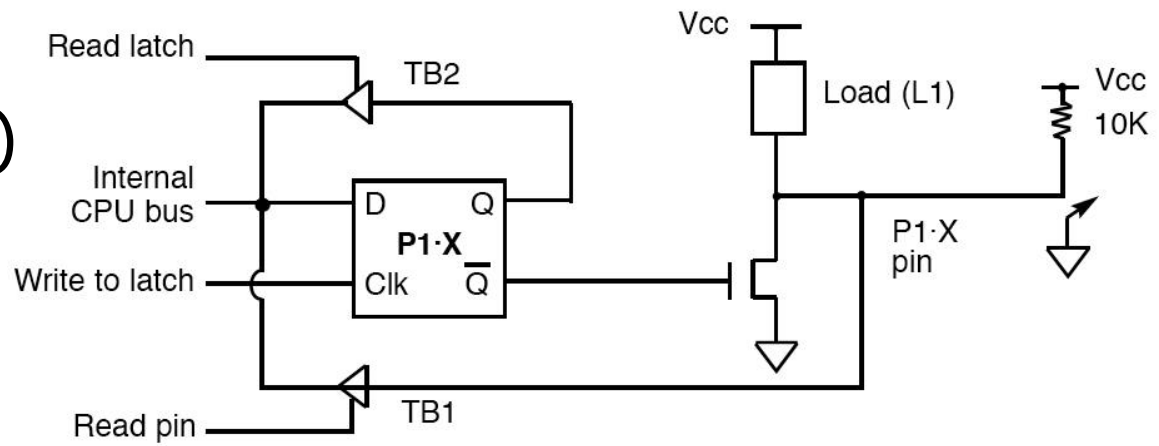 Read latch
TB2
Vcc
Load (L1)
Vcc
10K
)
Internal
CPU bus
D
Q
P1·X
Write to latch
Clk
Q̅
P1·X
pin
TB1
Read pin